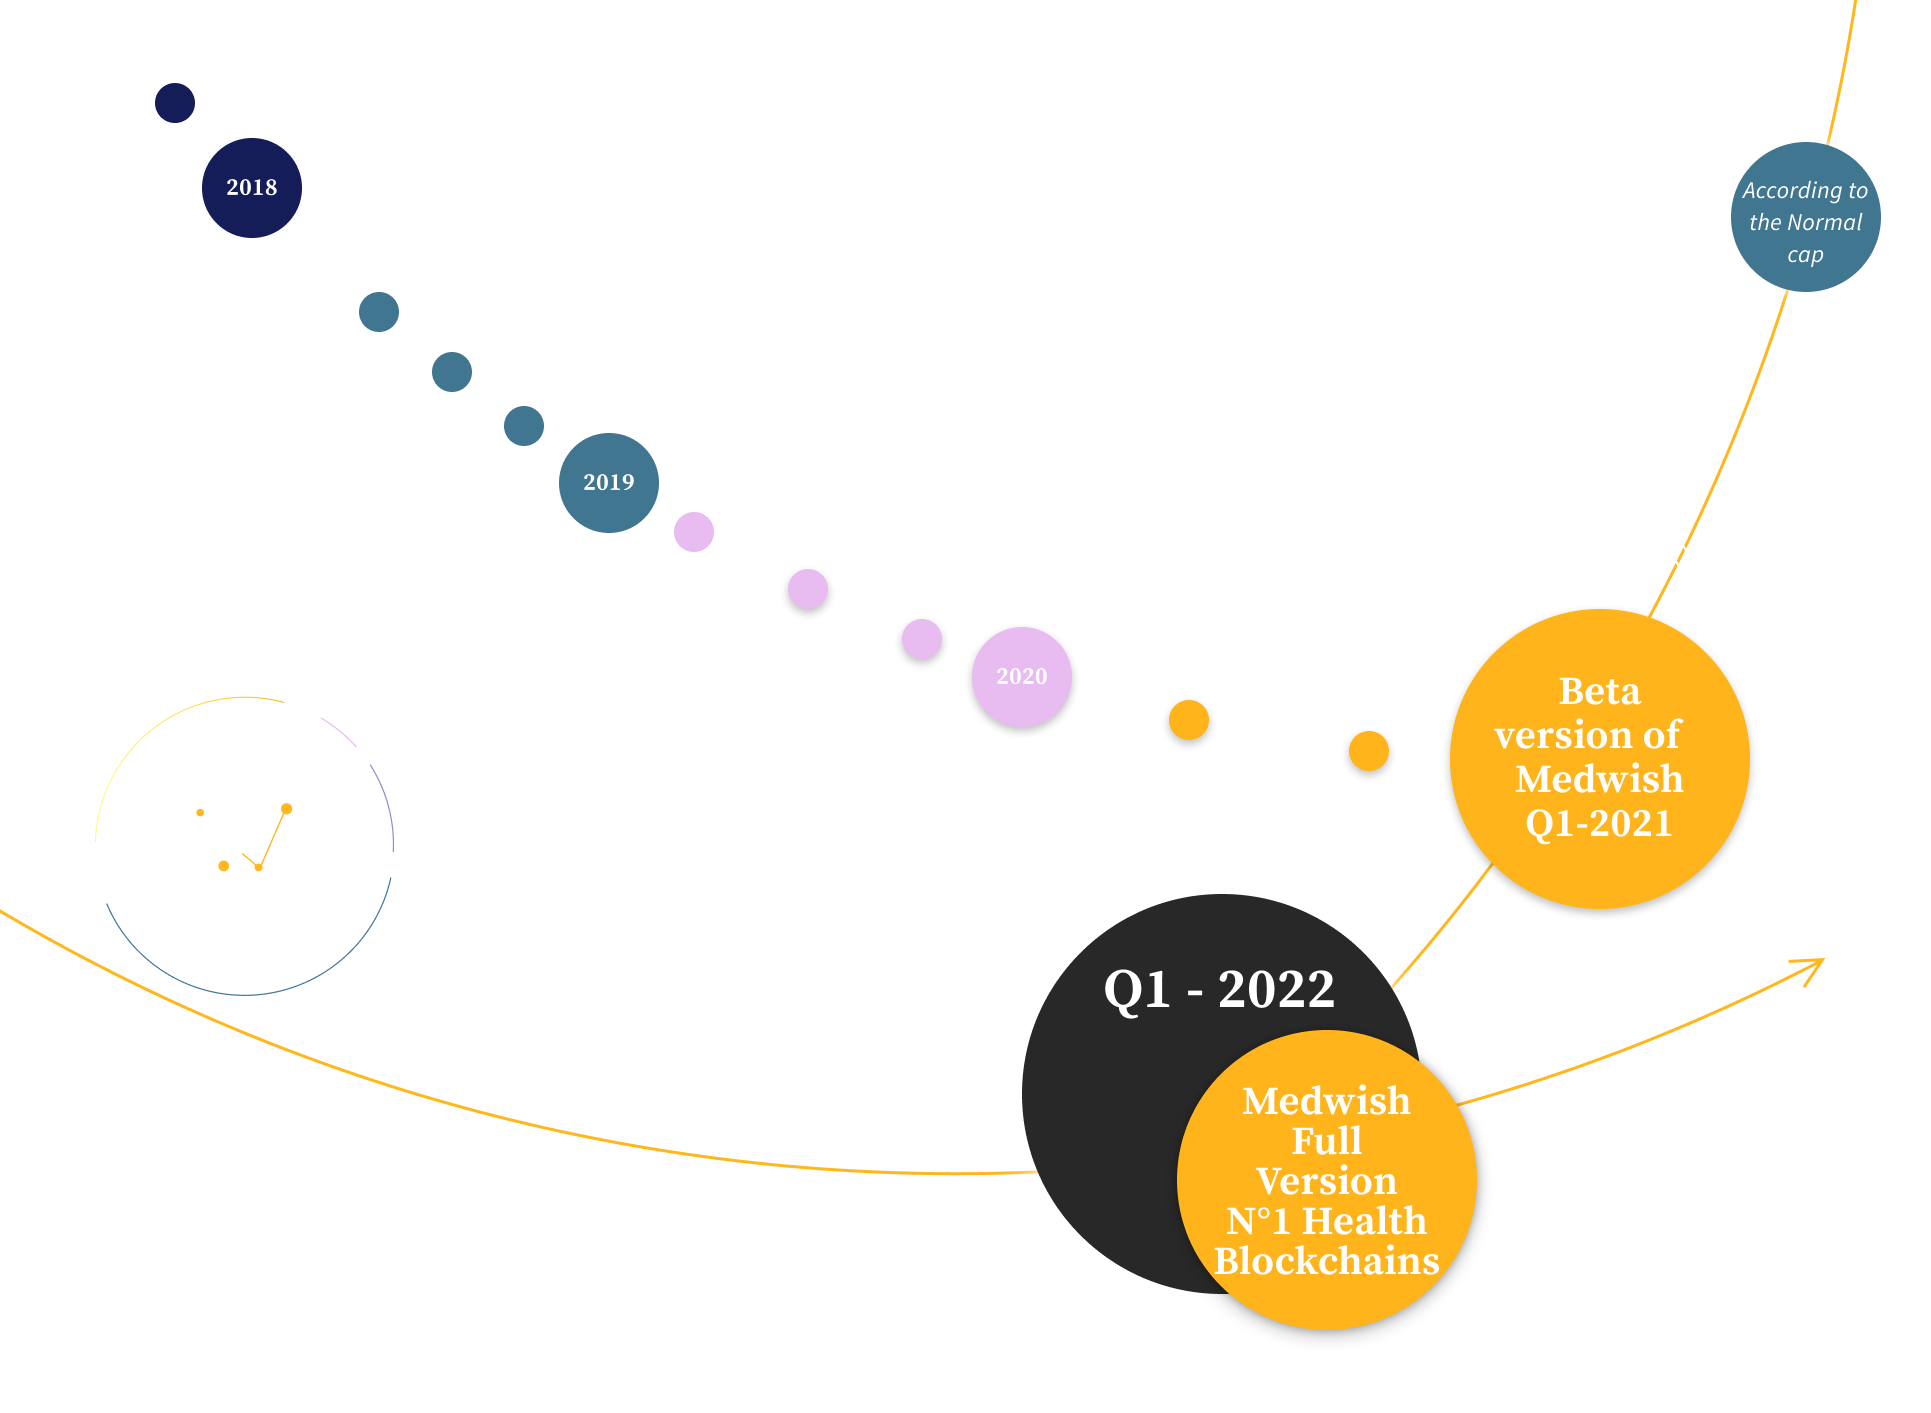 2018
According to
the Normal
cap
2019
2020
Beta
version of
Medwish
Q1-2021
Q1 - 2022
Medwish
Full
Version
N°1 Health
Blockchains